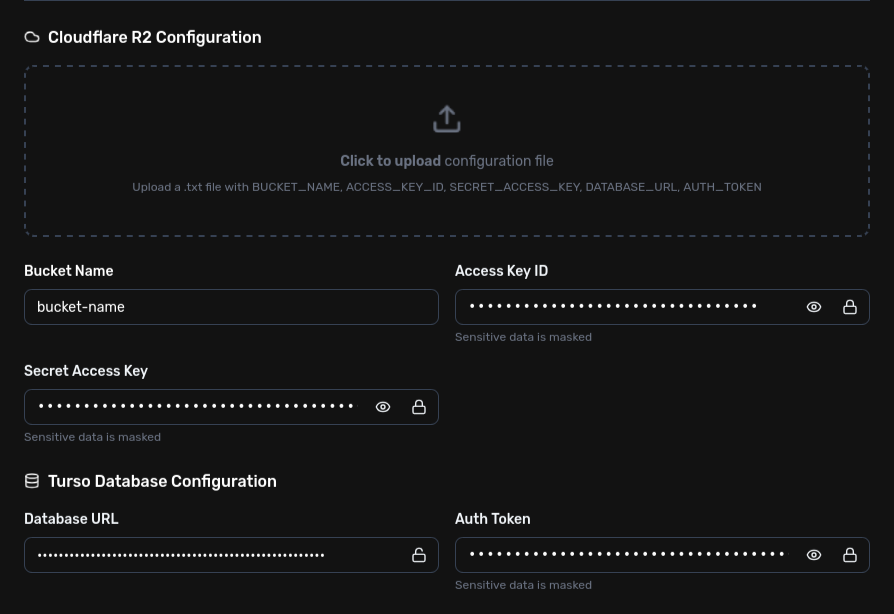 Cloudflare R2 Configuration
Click to upload configuration file
Upload a .txt file with BUCKET_NAME, ACCESS_KEY_ID, SECRET_ACCESS_KEY, DATABASE_URL, AUTH_TOKEN
Bucket Name
Access Key ID
bucket-name
Sensitive data is masked
Secret Access Key
Sensitive data is masked
Turso Database Configuration
Database URL
Auth Token
Sensitive data is masked